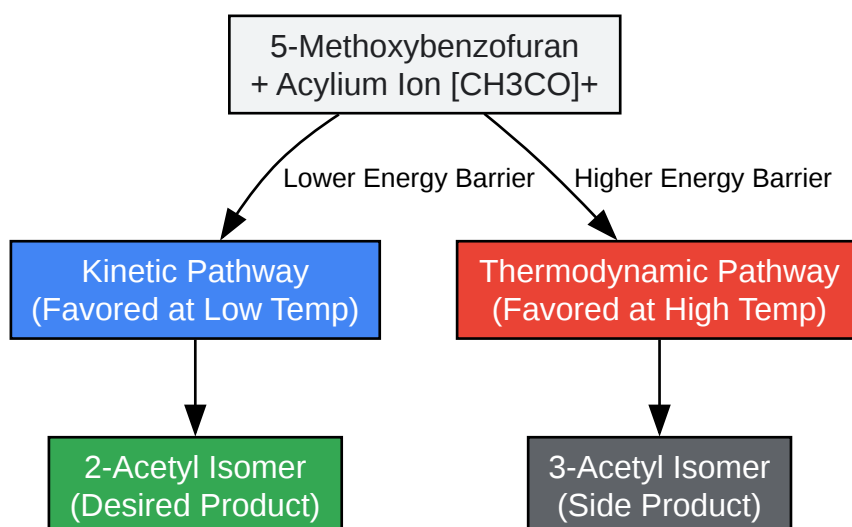 5-Methoxybenzofuran
+ Acylium Ion [CH3CO]+
Lower Energy Barrier
Higher Energy Barrier
Kinetic Pathway
(Favored at Low Temp)
Thermodynamic Pathway
(Favored at High Temp)
2-Acetyl Isomer
(Desired Product)
3-Acetyl Isomer
(Side Product)